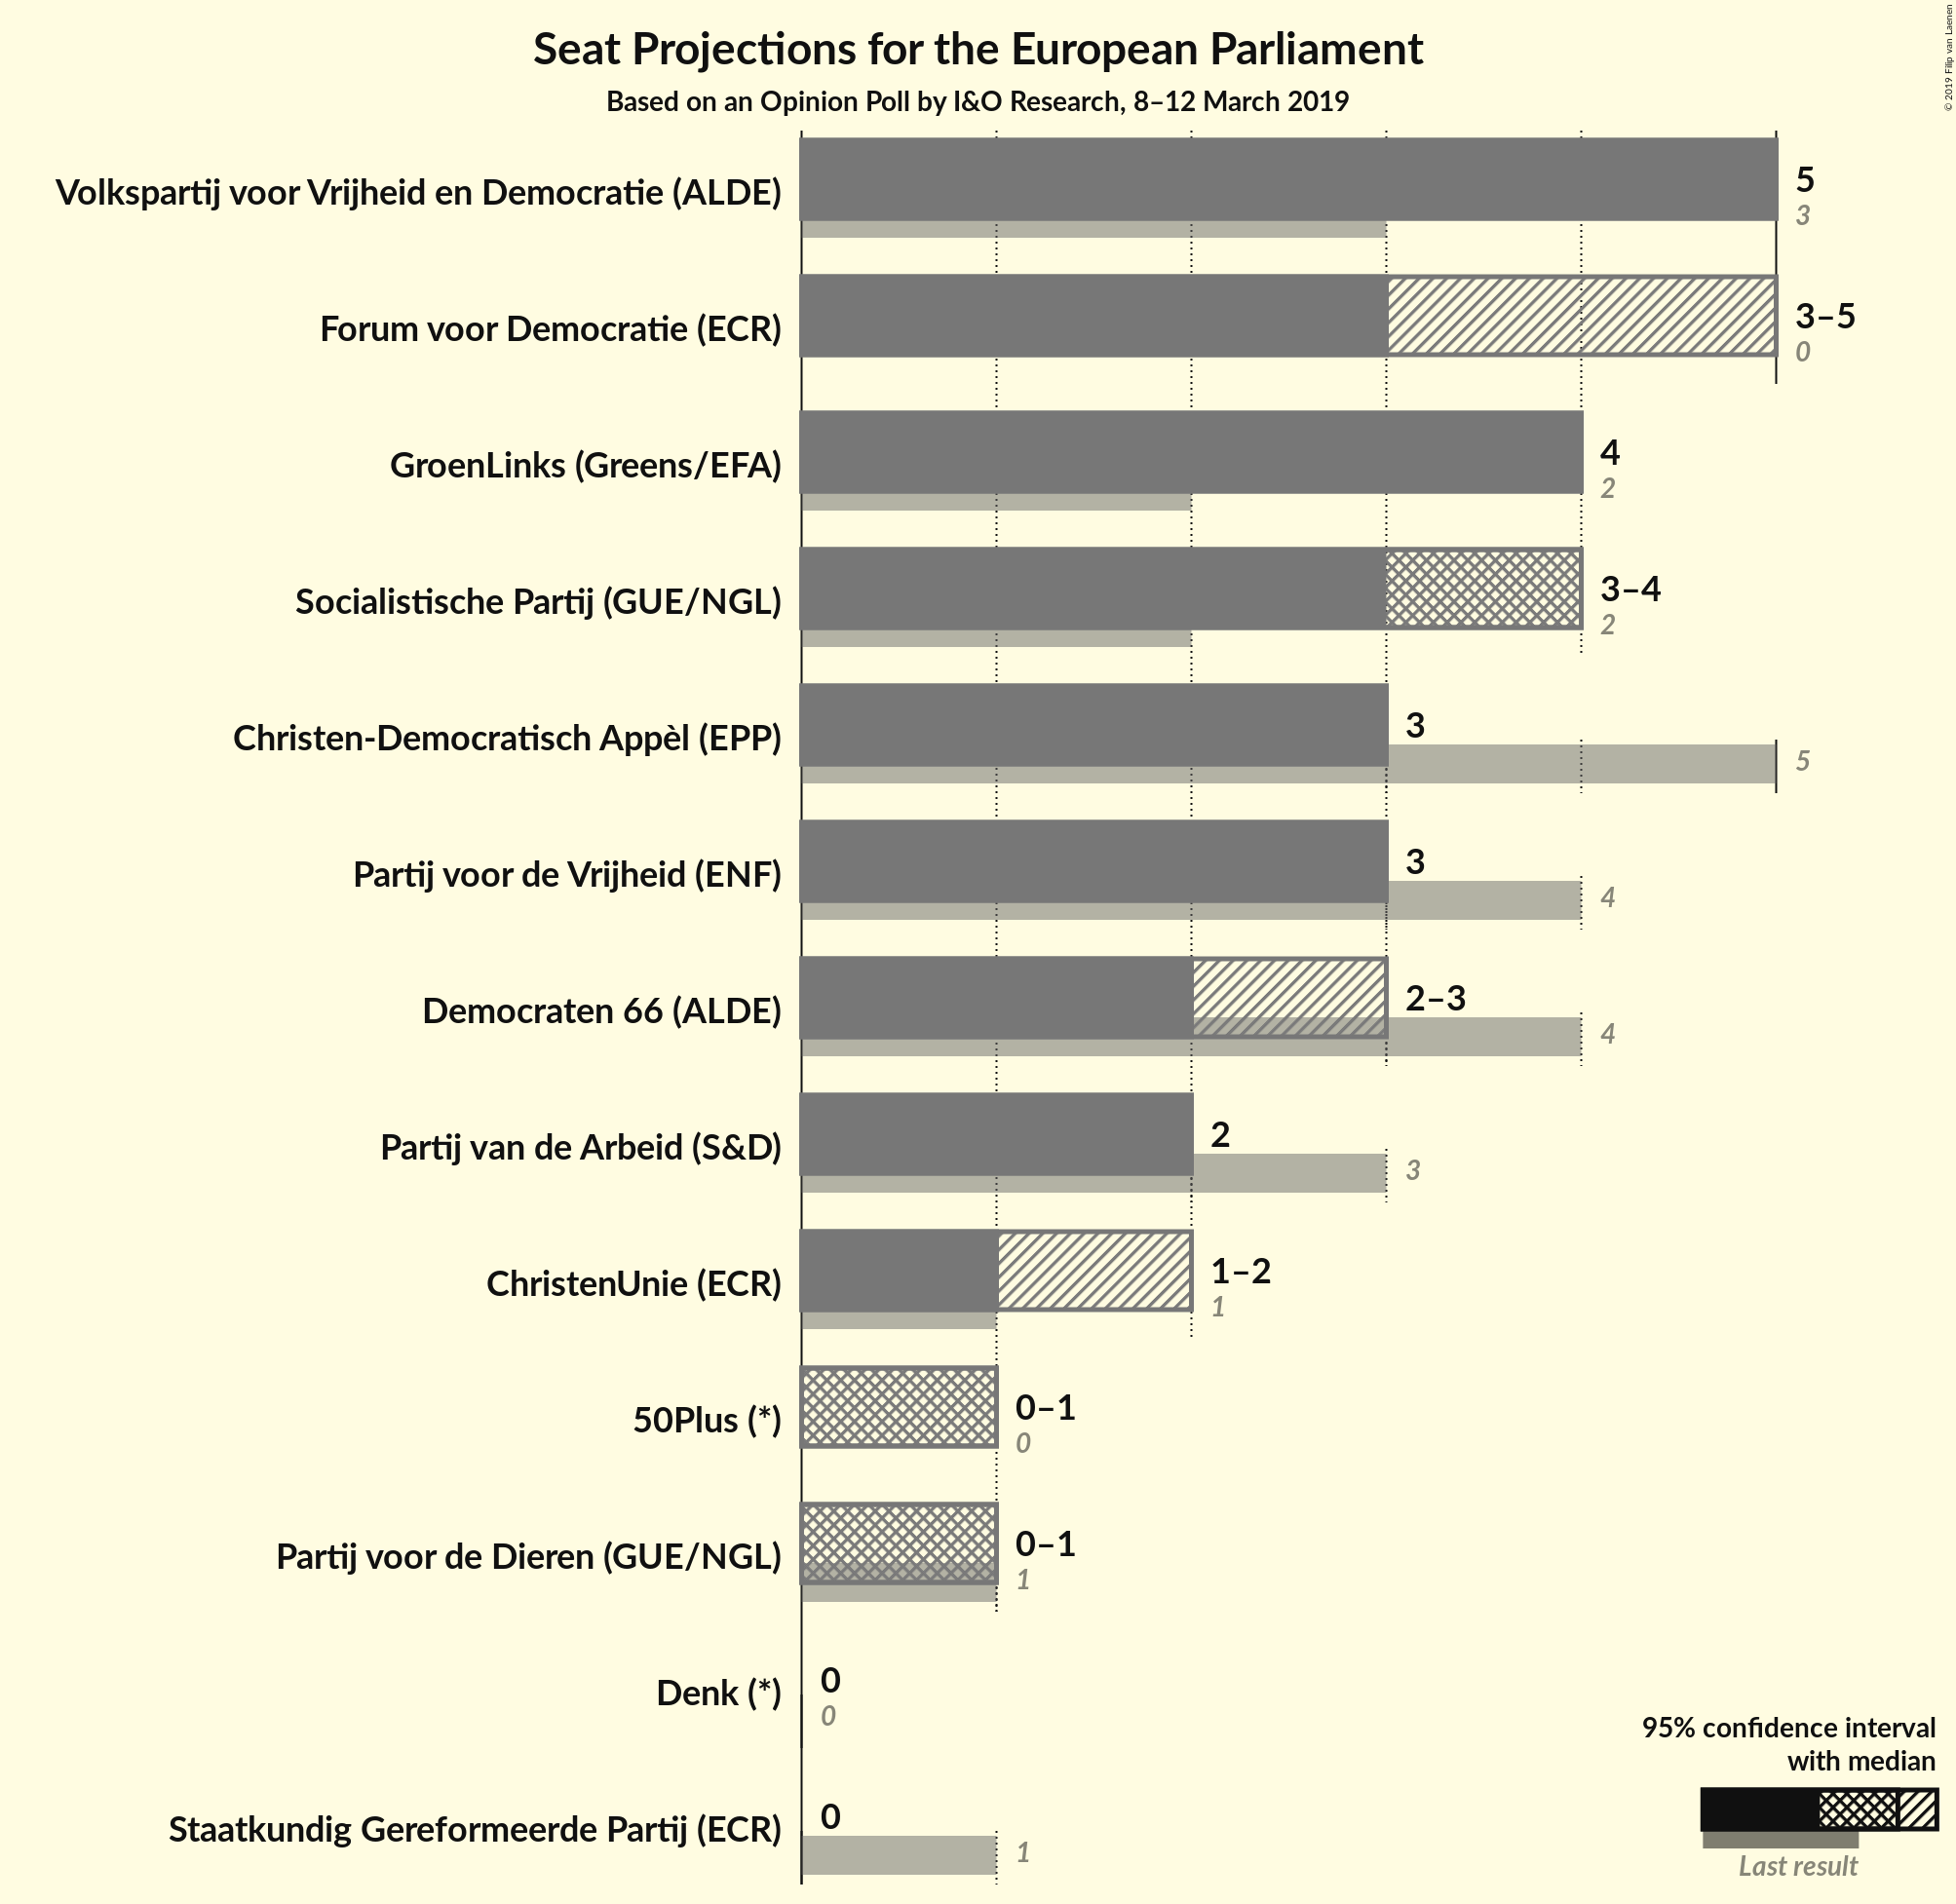 Seat Projections for the European Parliament
Based on an Opinion Poll by I&O Research, 8–12 March 2019
© 2019 Filip van Laenen
Volkspartij voor Vrijheid en Democratie (ALDE)
5
3
Forum voor Democratie (ECR)
3–5
0
GroenLinks (Greens/EFA)
4
2
Socialistische Partij (GUE/NGL)
3–4
2
Christen-Democratisch Appèl (EPP)
3
5
Partij voor de Vrijheid (ENF)
3
4
Democraten 66 (ALDE)
2–3
4
Partij van de Arbeid (S&D)
2
3
ChristenUnie (ECR)
1–2
1
50Plus (*)
0–1
0
Partij voor de Dieren (GUE/NGL)
0–1
1
Denk (*)
0
0
Staatkundig Gereformeerde Partij (ECR)
0
1
95% confidence interval
with median
Last result